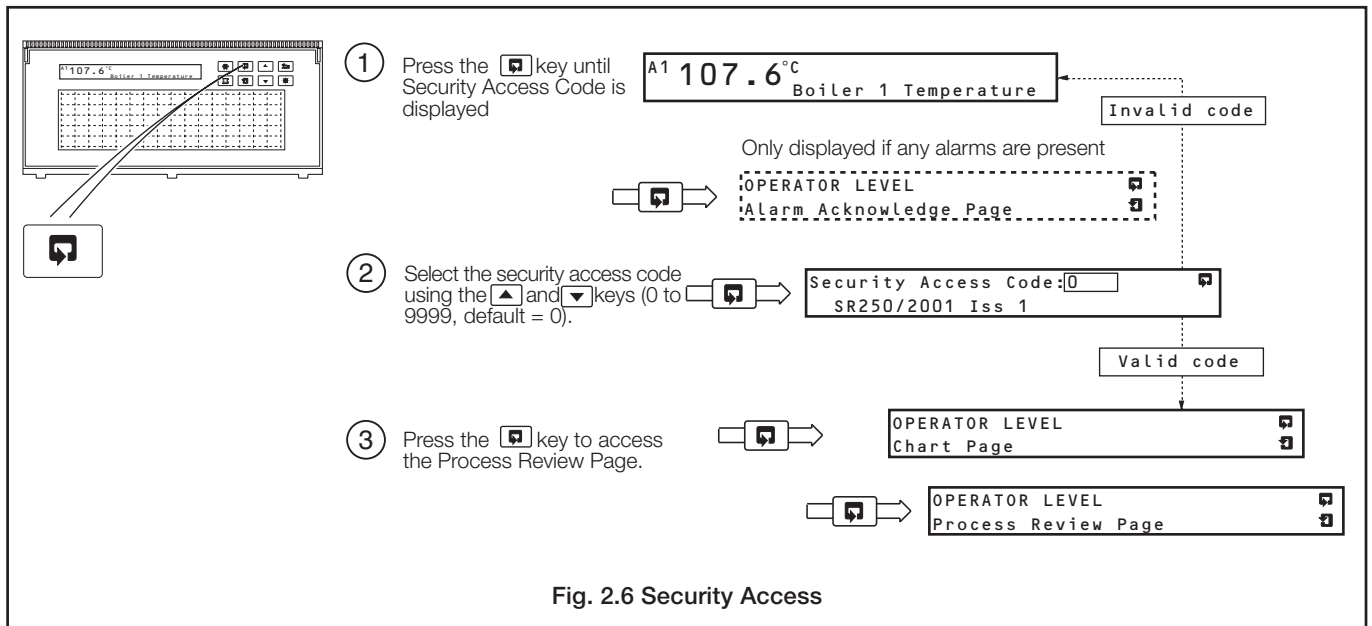 A1 107.6°C
Boiler 1 Temperature
1
Press the key until
Security Access Code is
displayed
A1 107.6°C
Boiler 1 Temperature
Invalid code
Only displayed if any alarms are present
OPERATOR LEVEL
Alarm Acknowledge Page
2
Select the security access code
using the ▲ and ▼ keys (0 to
9999, default = 0).
Security Access Code:0
SR250/2001 Iss 1
Valid code
3
Press the key to access
the Process Review Page.
OPERATOR LEVEL
Chart Page
OPERATOR LEVEL
Process Review Page
Fig. 2.6 Security Access